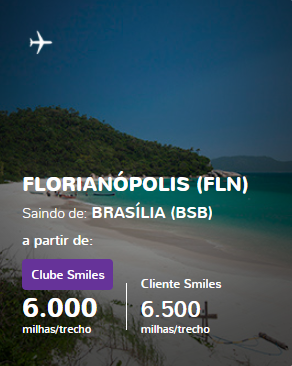 FLORIANÓPOLIS (FLN)
Saindo de: BRASÍLIA (BSB)
a partir de:
Clube Smiles
6.000
milhas/trecho
Cliente Smiles
6.500
milhas/trecho